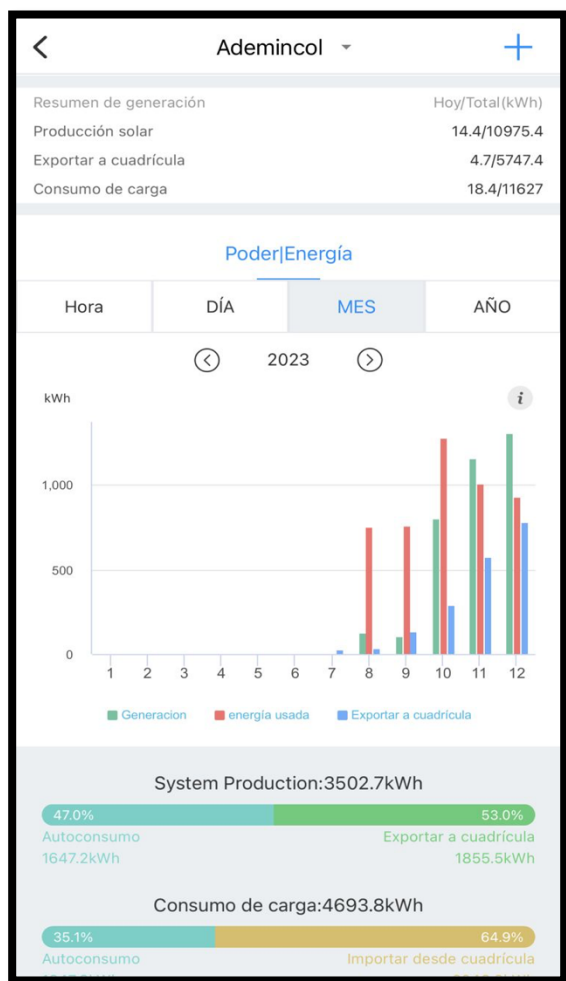 Ademincol
Resumen de generación Hoy/Total(kWh)
Producción solar 14.4/10975.4
Exportar a cuadrícula 4.7/5747.4
Consumo de carga 18.4/11627
Poder|Energía
Hora DÍA MES AÑO
2023
kWh i
1,000
500
0
1 2 3 4 5 6 7 8 9 10 11 12
Generacion energía usada Exportar a cuadrícula
System Production:3502.7kWh
47.0% 53.0%
Autoconsumo Exportar a cuadrícula
1647.2kWh 1855.5kWh
Consumo de carga:4693.8kWh
35.1% 64.9%
Autoconsumo Importar desde cuadrícula